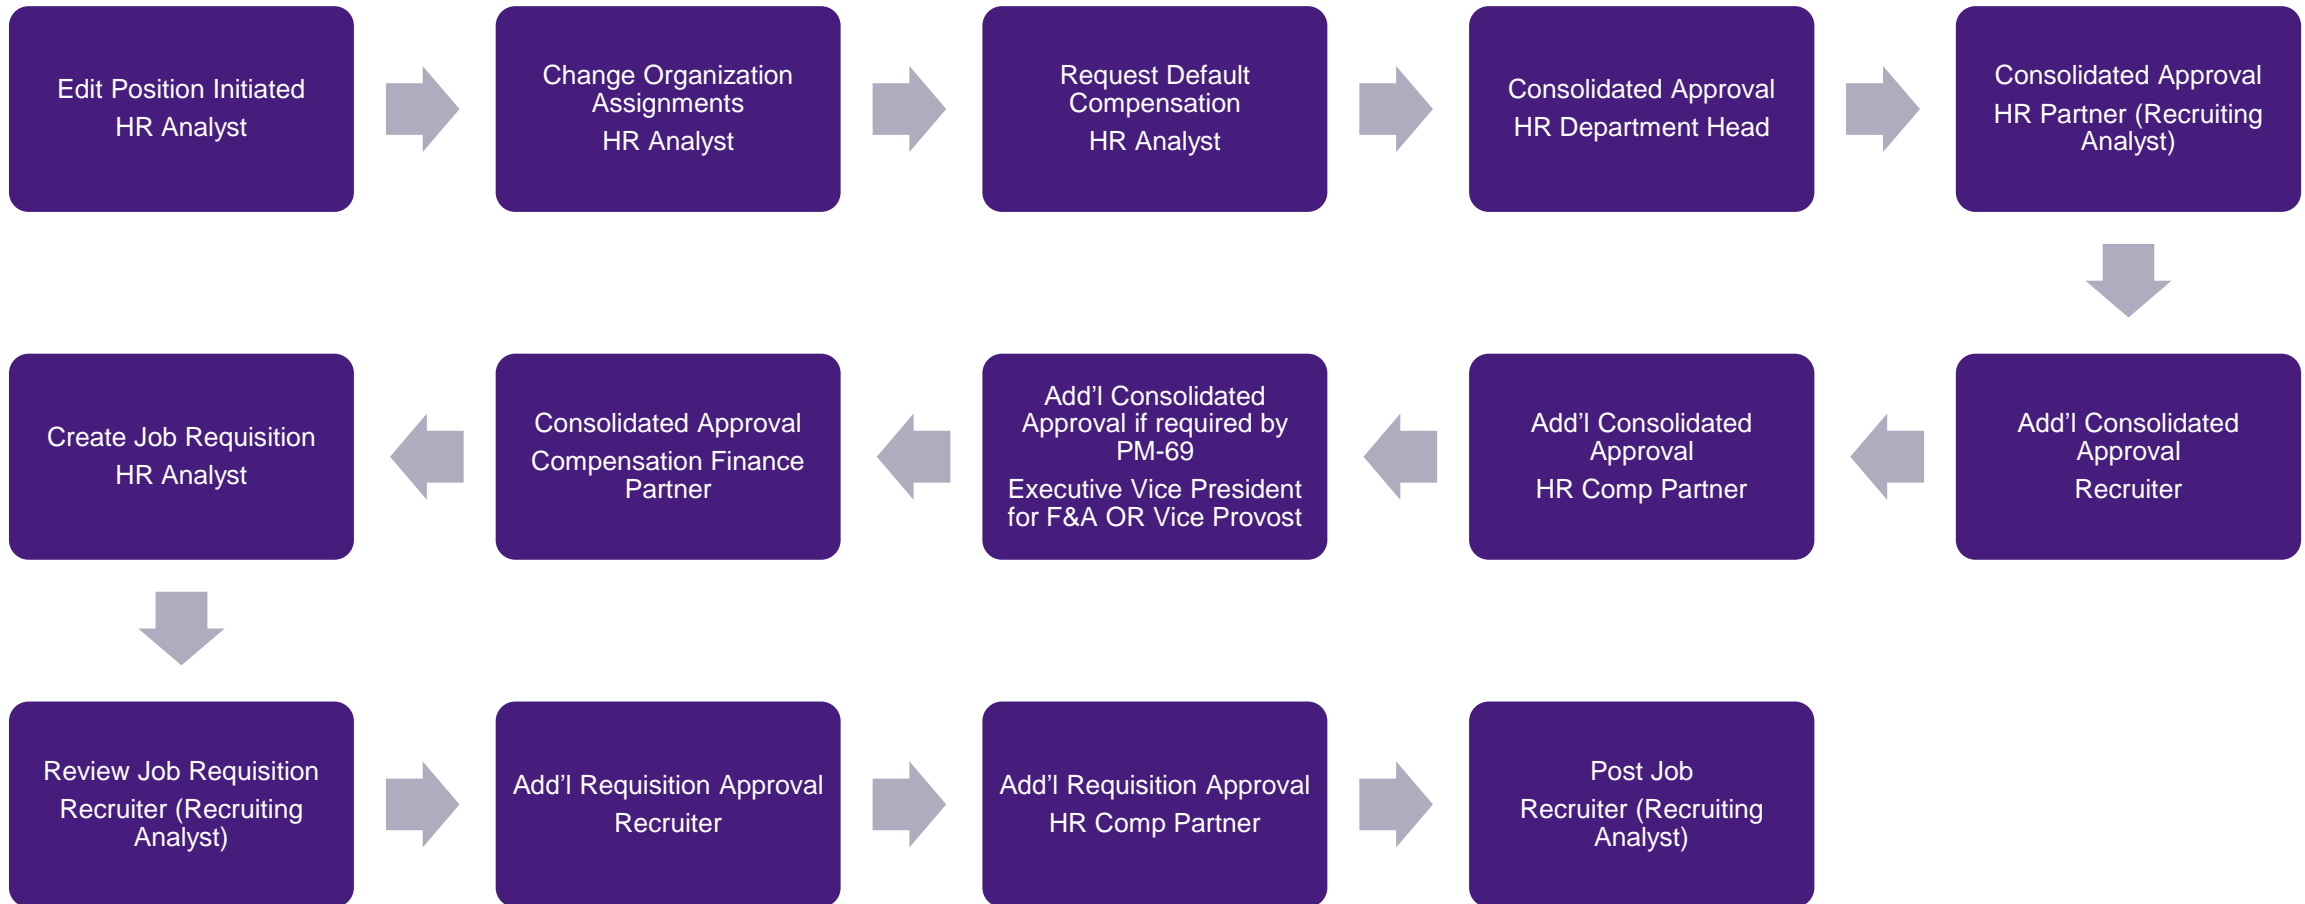 Edit Position Initiated
HR Analyst
Change Organization
Assignments
HR Analyst
Request Default
Compensation
HR Analyst
Consolidated Approval
HR Department Head
Consolidated Approval
HR Partner (Recruiting
Analyst)
Add’l Consolidated
Approval
Recruiter
Add’l Consolidated
Approval
HR Comp Partner
Add’l Consolidated
Approval if required by
PM-69
Executive Vice President
for F&A OR Vice Provost
Consolidated Approval
Compensation Finance
Partner
Create Job Requisition
HR Analyst
Review Job Requisition
Recruiter (Recruiting
Analyst)
Add’l Requisition Approval
Recruiter
Add’l Requisition Approval
HR Comp Partner
Post Job
Recruiter (Recruiting
Analyst)